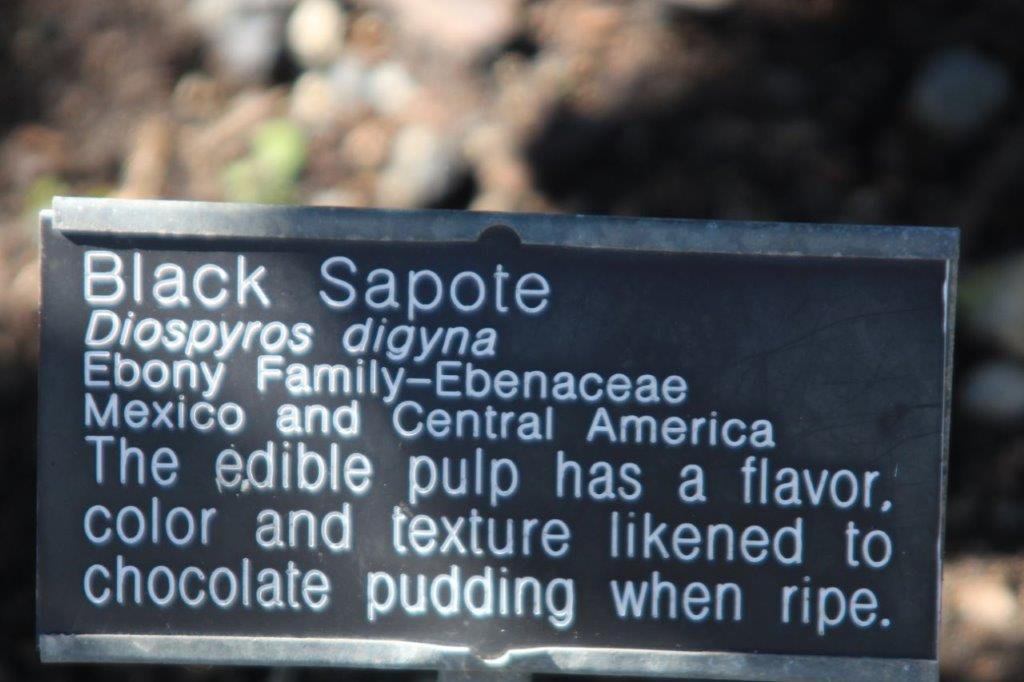 Black Sapote
Diospyros digyna
Ebony Family–Ebenaceae
Mexico and Central America
The edible pulp has a flavor,
color and texture likened to
chocolate pudding when ripe.